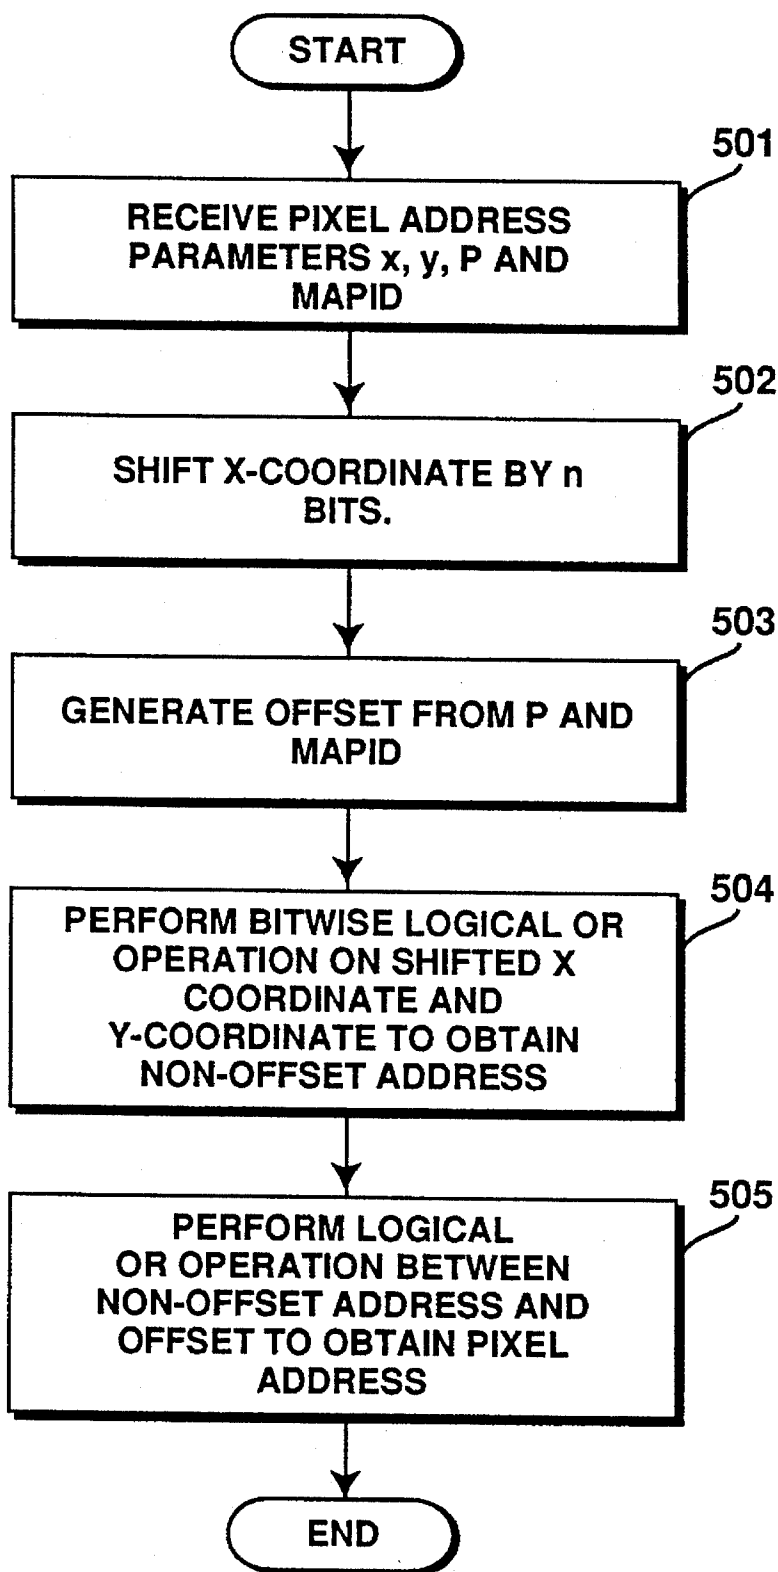 START
501
RECEIVE PIXEL ADDRESS
PARAMETERS x, y, P AND
MAPID
502
SHIFT X-COORDINATE BY n
BITS.
503
GENERATE OFFSET FROM P AND
MAPID
504
PERFORM BITWISE LOGICAL OR
OPERATION ON SHIFTED X
COORDINATE AND
Y-COORDINATE TO OBTAIN
NON-OFFSET ADDRESS
505
PERFORM LOGICAL
OR OPERATION BETWEEN
NON-OFFSET ADDRESS AND
OFFSET TO OBTAIN PIXEL
ADDRESS
END